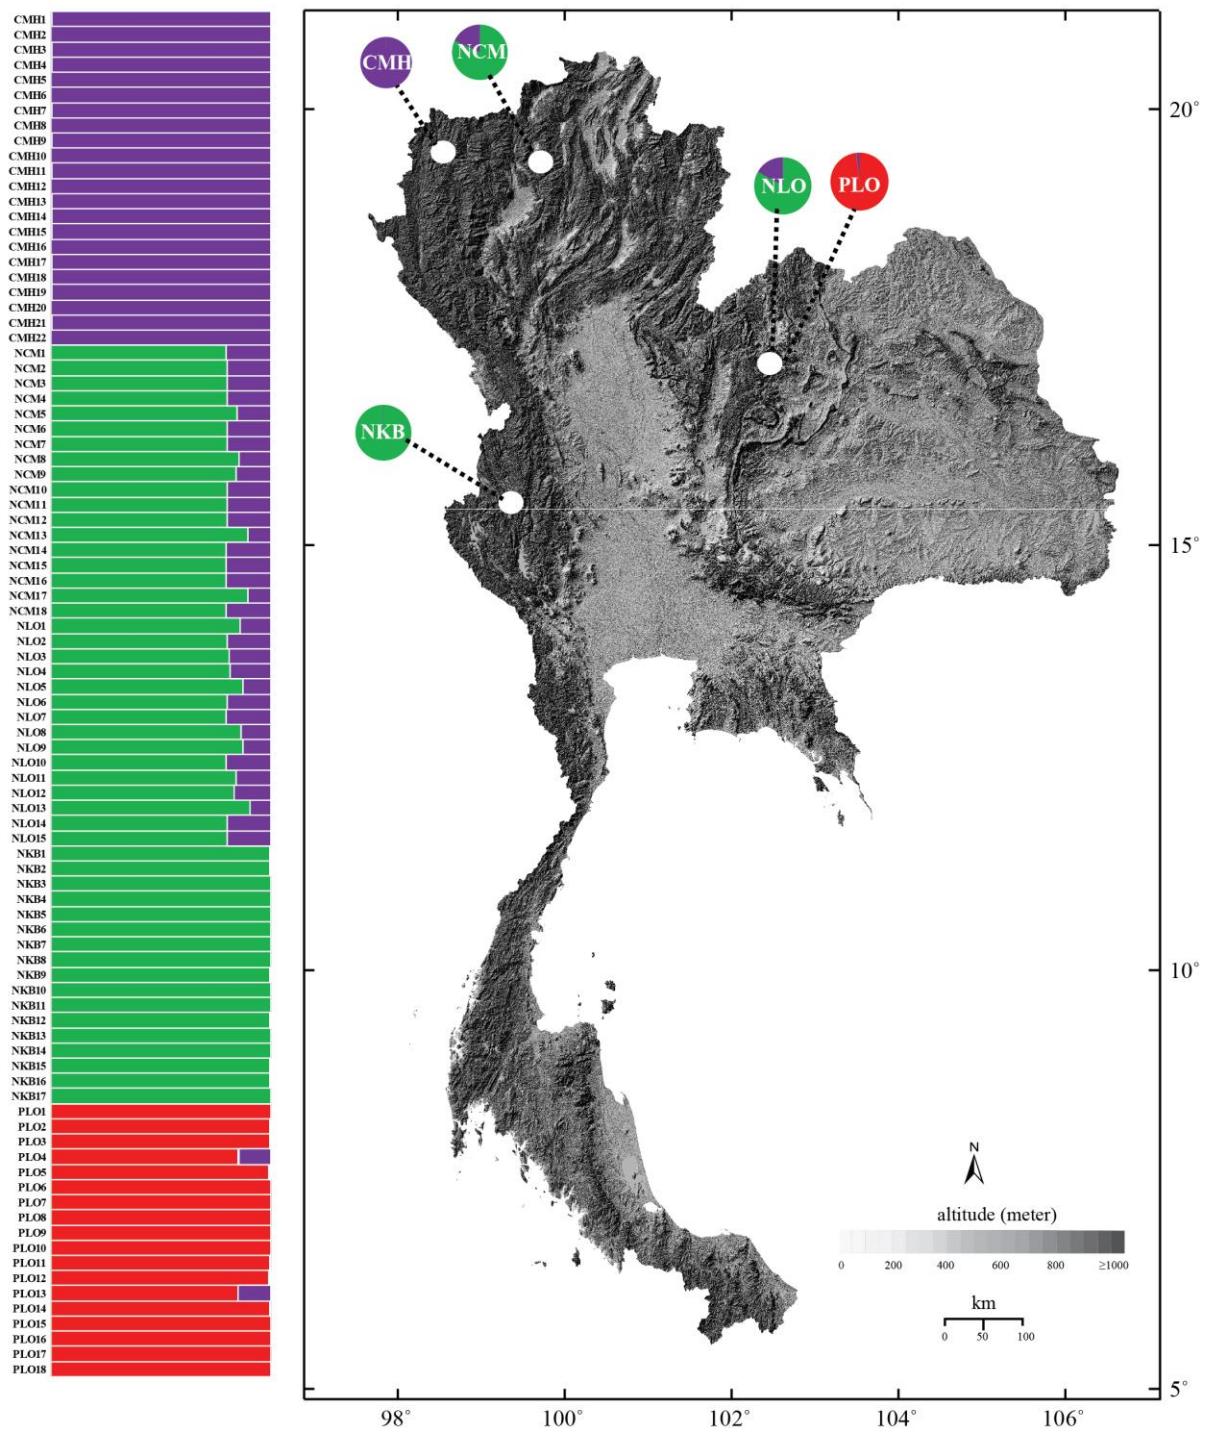 CMH1
CMH2
CMH3
CMH4
CMH5
CMH6
CMH7
CMH8
CMH9
CMH10
CMH11
CMH12
CMH13
CMH14
CMH15
CMH16
CMH17
CMH18
CMH19
CMH20
CMH21
CMH22
NCM1
NCM2
NCM3
NCM4
NCM5
NCM6
NCM7
NCM8
NCM9
NCM10
NCM11
NCM12
NCM13
NCM14
NCM15
NCM16
NCM17
NCM18
NLO1
NLO2
NLO3
NLO4
NLO5
NLO6
NLO7
NLO8
NLO9
NLO10
NLO11
NLO12
NLO13
NLO14
NLO15
NKB1
NKB2
NKB3
NKB4
NKB5
NKB6
NKB7
NKB8
NKB9
NKB10
NKB11
NKB12
NKB13
NKB14
NKB15
NKB16
NKB17
PLO1
PLO2
PLO3
PLO4
PLO5
PLO6
PLO7
PLO8
PLO9
PLO10
PLO11
PLO12
PLO13
PLO14
PLO15
PLO16
PLO17
PLO18
CMH
NCM
NLO
PLO
NKB
20°
15°
10°
5°
N
altitude (meter)
0 200 400 600 800 ≥1000
km
0 50 100
98° 100° 102° 104° 106°